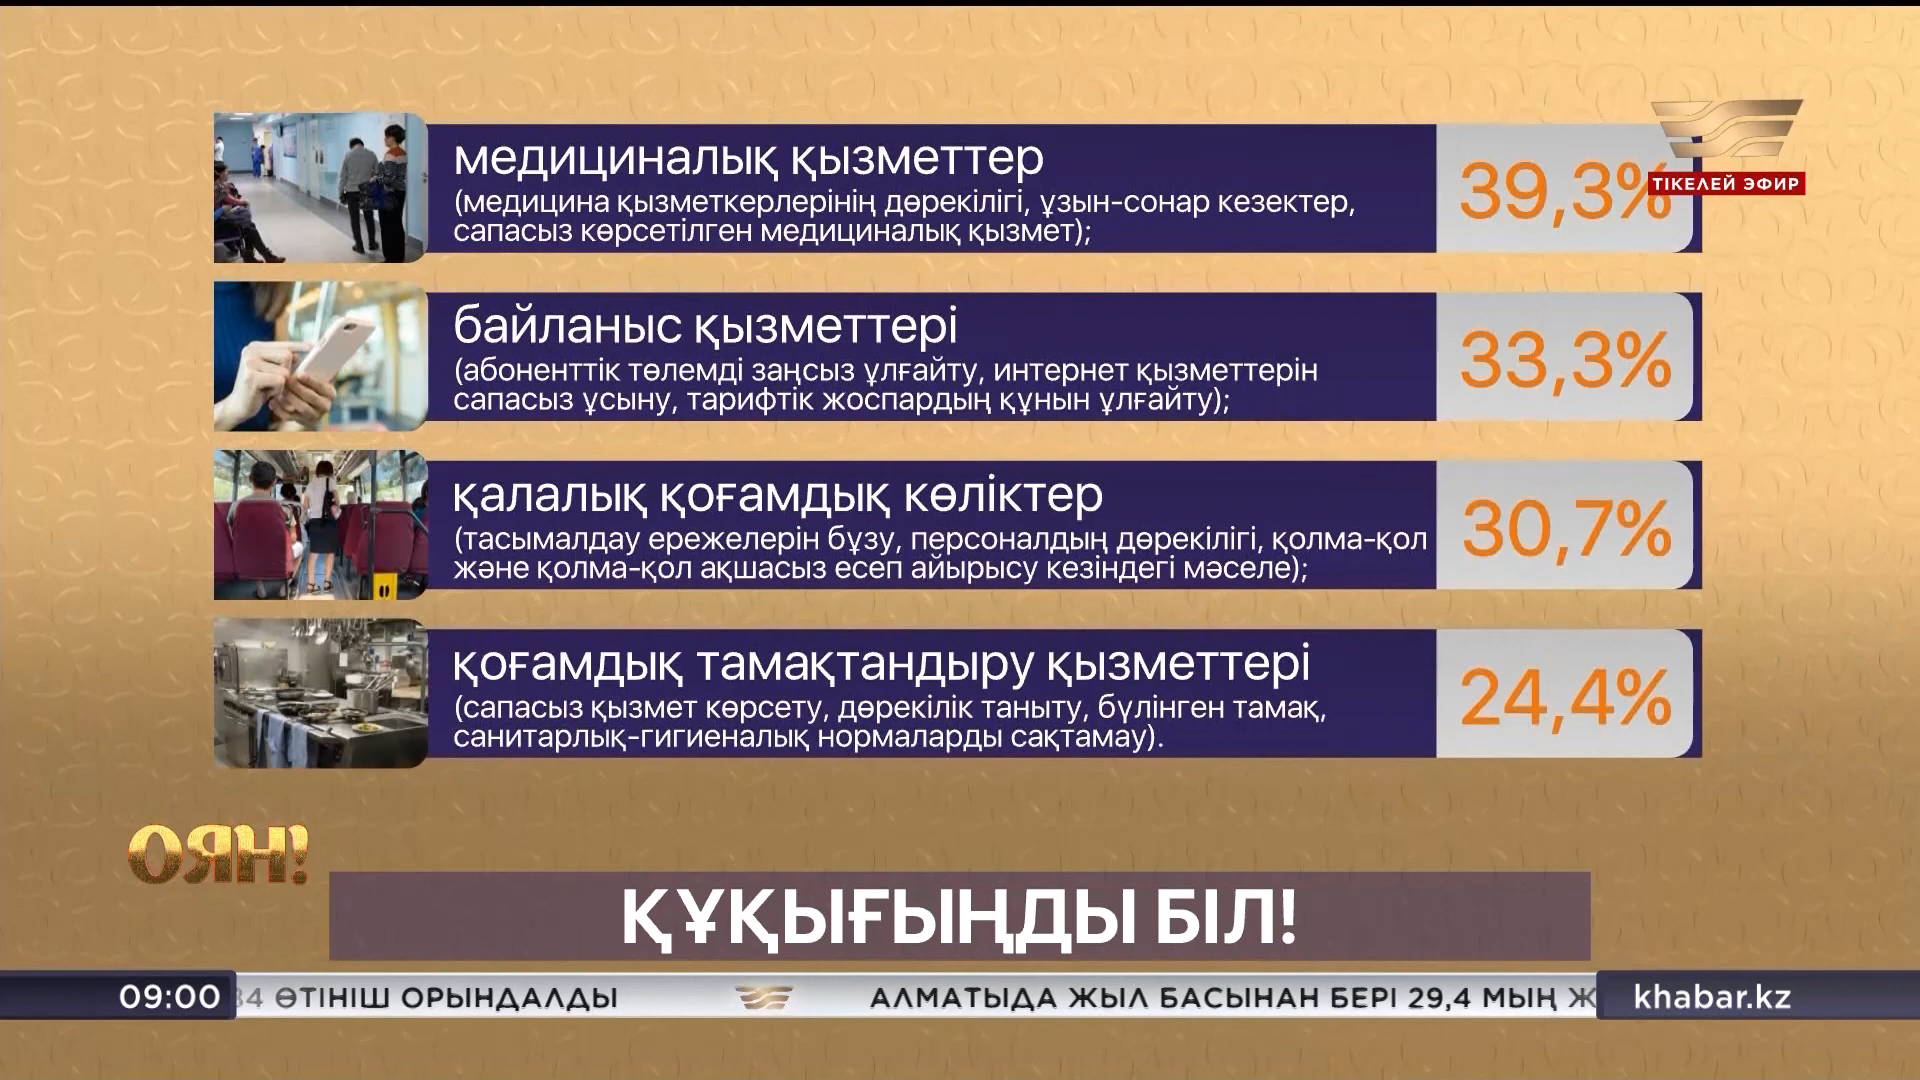 медициналық қызметтер
(медицина қызметкерлерінің дөрекілігі, ұзын-сонар кезектер,
сапасыз көрсетілген медициналық қызмет);
39,3%
ТІКЕЛЕЙ ЭФИР
байланыс қызметтері
(абоненттік төлемді заңсыз ұлғайту, интернет қызметтерін
сапасыз ұсыну, тарифтік жоспардың құнын ұлғайту);
33,3%
қалалық қоғамдық көліктер
(тасымалдау ережелерін бұзу, персоналдың дөрекілігі, қолма-қол
және қолма-қол ақшасыз есеп айырысу кезіндегі мәселе);
30,7%
қоғамдық тамақтандыру қызметтері
(сапасыз қызмет көрсету, дөрекілік таныту, бүлінген тамақ,
санитарлық-гигиеналық нормаларды сақтамау).
24,4%
ОЯН!
ҚҰҚЫҒЫҢДЫ БІЛ!
09:00
ӨТІНІШ ОРЫНДАЛДЫ
АЛМАТЫДА ЖЫЛ БАСЫНАН БЕРІ 29,4 МЫҢ
khabar.kz